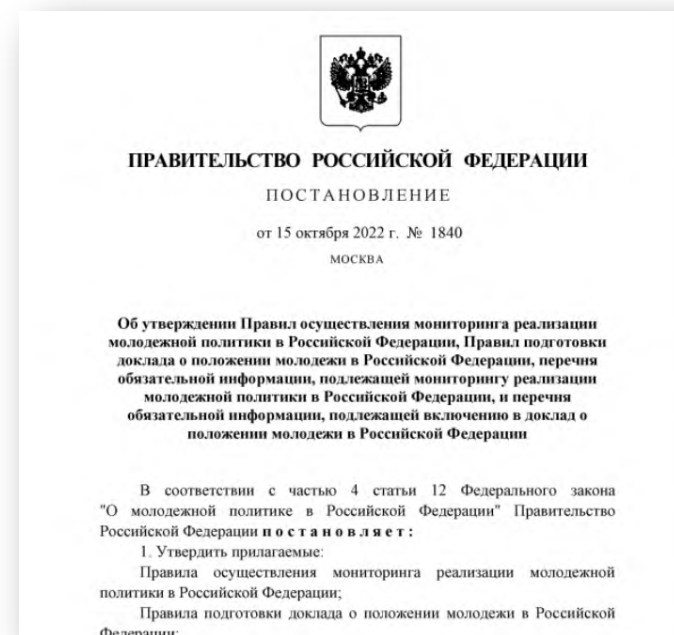 ПРАВИТЕЛЬСТВО РОССИЙСКОЙ ФЕДЕРАЦИИ
ПОСТАНОВЛЕНИЕ
от 15 октября 2022 г. № 1840
МОСКВА
Об утверждении Правил осуществления мониторинга реализации
молодежной политики в Российской Федерации, Правил подготовки
доклада о положении молодежи в Российской Федерации, перечня
обязательной информации, подлежащей мониторингу реализации
молодежной политики в Российской Федерации, и перечня
обязательной информации, подлежащей включению в доклад о
положении молодежи в Российской Федерации
В соответствии с частью 4 статьи 12 Федерального закона
"О молодежной политике в Российской Федерации" Правительство
Российской Федерации постановляет:
1. Утвердить прилагаемые:
Правила осуществления мониторинга реализации молодежной
политики в Российской Федерации;
Правила подготовки доклада о положении молодежи в Российской
Федерации;